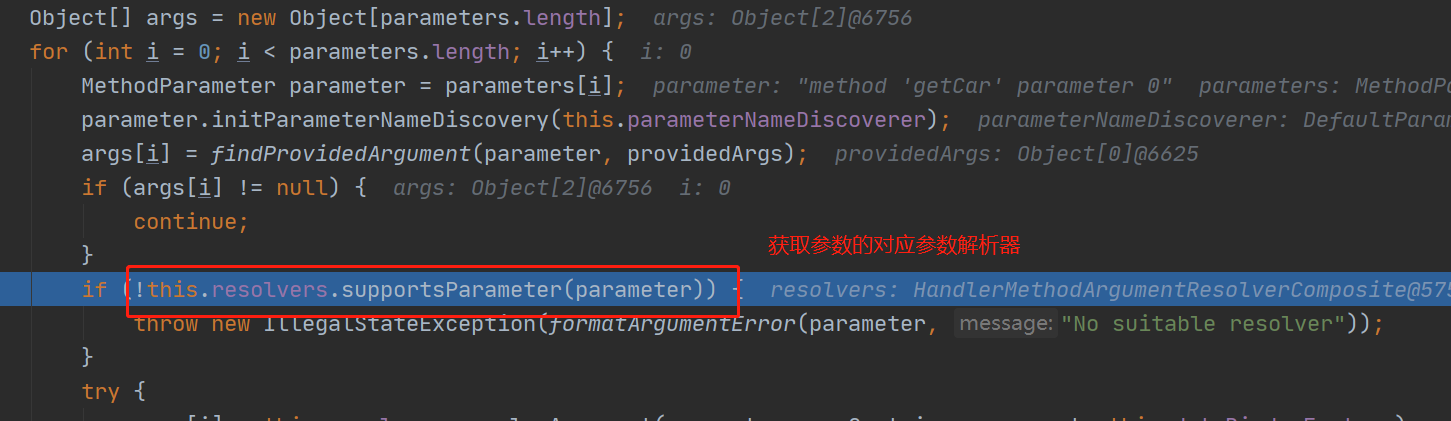 Object[] args = new Object[parameters.length];  args: Object[2]@6756
for (int i = 0; i < parameters.length; i++) {  i: 0
MethodParameter parameter = parameters[i];  parameter: "method 'getCar' parameter 0"  parameters: MethodPa
parameter.initParameterNameDiscovery(this.parameterNameDiscoverer);  parameterNameDiscoverer: DefaultParam
args[i] = findProvidedArgument(parameter, providedArgs);  providedArgs: Object[0]@6625
if (args[i] != null) {  args: Object[2]@6756  i: 0
continue;
}
获取参数的对应参数解析器
if (!this.resolvers.supportsParameter(parameter)) {  resolvers: HandlerMethodArgumentResolverComposite@575
throw new IllegalStateException(formatArgumentError(parameter, message: "No suitable resolver"));
}
try {